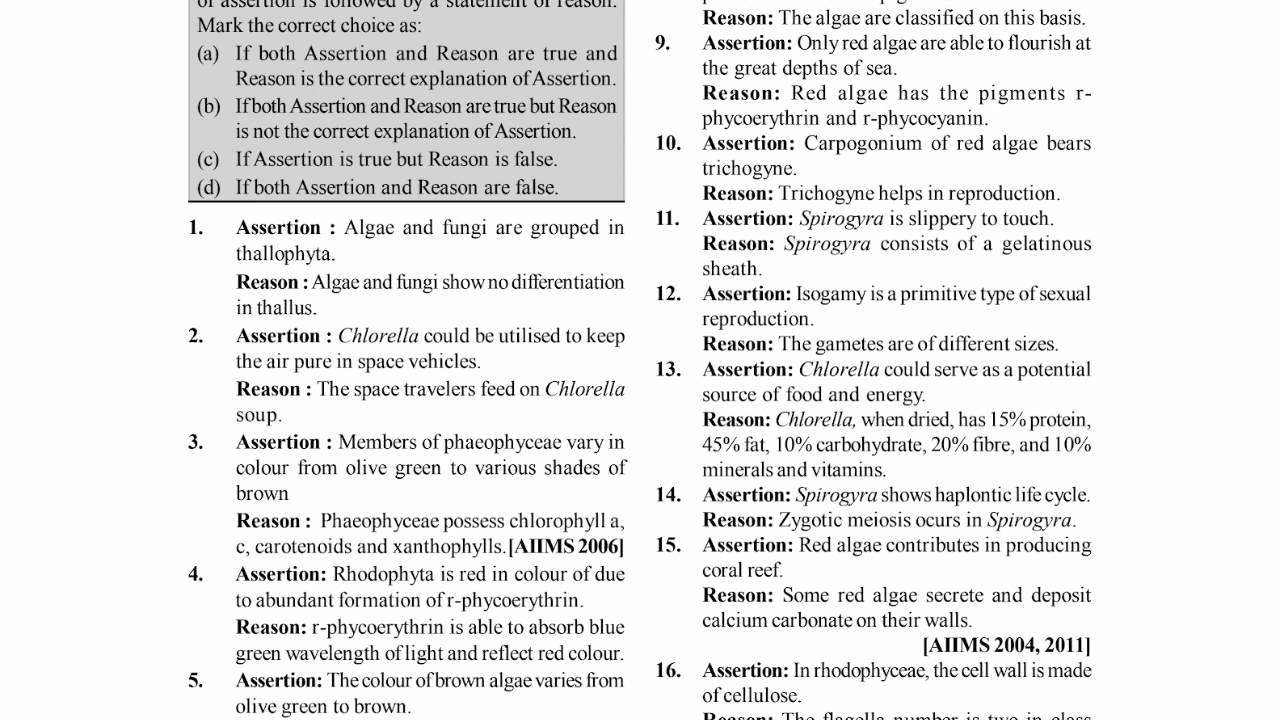 of assertion is followed by a statement of reason.
Mark the correct choice as:
(a) If both Assertion and Reason are true and
Reason is the correct explanation of Assertion.
(b) If both Assertion and Reason are true but Reason
is not the correct explanation of Assertion.
(c) If Assertion is true but Reason is false.
(d) If both Assertion and Reason are false.
1. Assertion : Algae and fungi are grouped in
thallophyta.
Reason : Algae and fungi show no differentiation
in thallus.
2. Assertion : Chlorella could be utilised to keep
the air pure in space vehicles.
Reason : The space travelers feed on Chlorella
soup.
3. Assertion : Members of phaeophyceae vary in
colour from olive green to various shades of
brown
Reason : Phaeophyceae possess chlorophyll a,
c, carotenoids and xanthophylls. [AIIMS 2006]
4. Assertion: Rhodophyta is red in colour of due
to abundant formation of r-phycoerythrin.
Reason: r-phycoerythrin is able to absorb blue
green wavelength of light and reflect red colour.
5. Assertion: The colour of brown algae varies from
olive green to brown.
Reason: The algae are classified on this basis.
9. Assertion: Only red algae are able to flourish at
the great depths of sea.
Reason: Red algae has the pigments r-
phycoerythrin and r-phycocyanin.
10. Assertion: Carpogonium of red algae bears
trichogyne.
Reason: Trichogyne helps in reproduction.
11. Assertion: Spirogyra is slippery to touch.
Reason: Spirogyra consists of a gelatinous
sheath.
12. Assertion: Isogamy is a primitive type of sexual
reproduction.
Reason: The gametes are of different sizes.
13. Assertion: Chlorella could serve as a potential
source of food and energy.
Reason: Chlorella, when dried, has 15% protein,
45% fat, 10% carbohydrate, 20% fibre, and 10%
minerals and vitamins.
14. Assertion: Spirogyra shows haplontic life cycle.
Reason: Zygotic meiosis ocurs in Spirogyra.
15. Assertion: Red algae contributes in producing
coral reef.
Reason: Some red algae secrete and deposit
calcium carbonate on their walls.
[AIIMS 2004, 2011]
16. Assertion: In rhodophyceae, the cell wall is made
of cellulose.
Reason: The flagella number is two in class